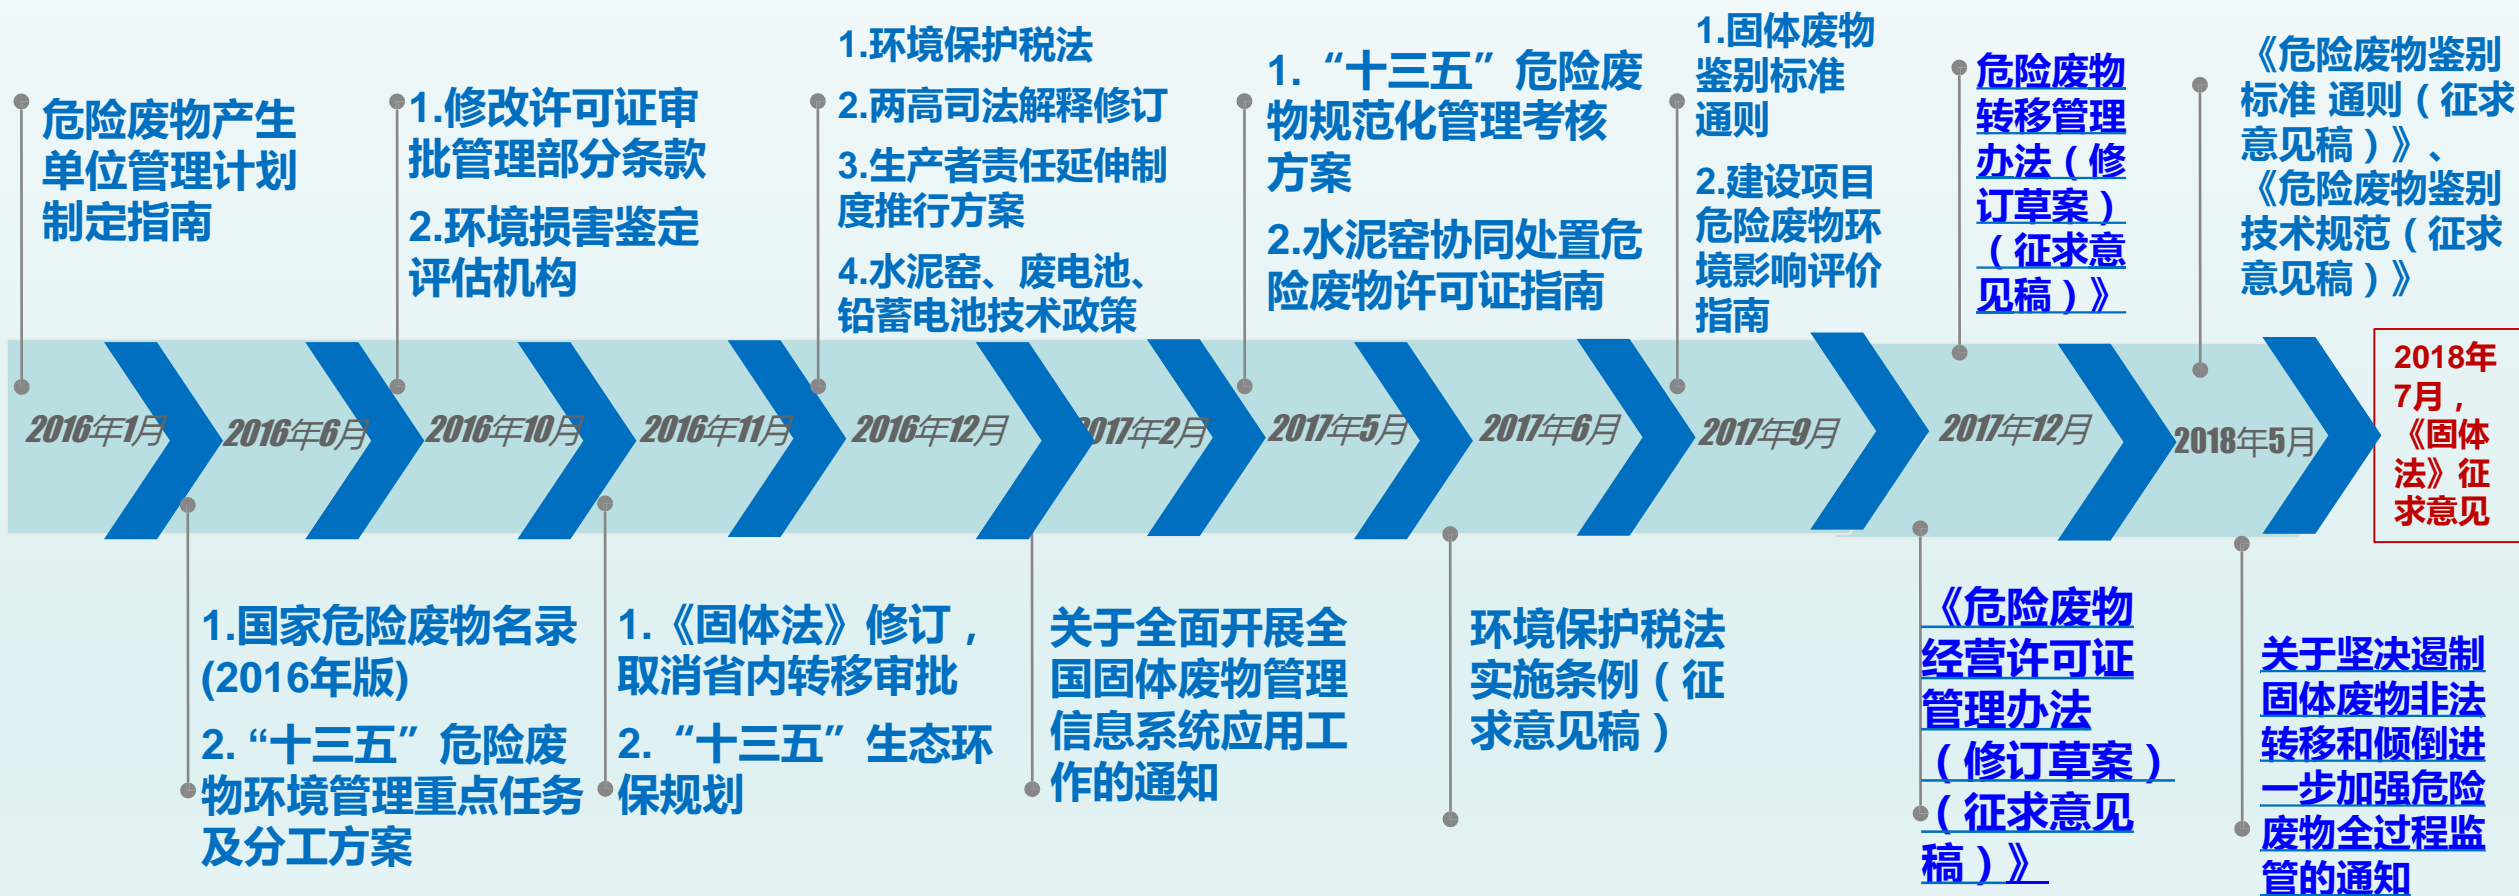 危险废物产生
单位管理计划
制定指南
1.修改许可证审
批管理部分条款
2.环境损害鉴定
评估机构
1.环境保护税法
2.两高司法解释修订
3.生产者责任延伸制
度推行方案
4.水泥窑、废电池、
铅蓄电池技术政策
1.“十三五”危险废
物规范化管理考核
方案
2.水泥窑协同处置危
险废物许可证指南
1.固体废物
鉴别标准
通则
2.建设项目
危险废物环
境影响评价
指南
危险废物
转移管理
办法（修
订草案）
（征求意
见稿）》
《危险废物鉴别
标准 通则（征求
意见稿）》、
《危险废物鉴别
技术规范（征求
意见稿）》
2016年1月
2016年6月
2016年10月
2016年11月
2016年12月
2017年2月
2017年5月
2017年6月
2017年9月
2017年12月
2018年5月
2018年
7月，
《固体
法》征
求意见
1.国家危险废物名录
(2016年版)
2. “十三五”危险废
物环境管理重点任务
及分工方案
1.《固体法》修订，
取消省内转移审批
2. “十三五”生态环
保规划
关于全面开展全
国固体废物管理
信息系统应用工
作的通知
环境保护税法
实施条例（征
求意见稿）
《危险废物
经营许可证
管理办法
（修订草案）
（征求意见
稿）》
关于坚决遏制
固体废物非法
转移和倾倒进
一步加强危险
废物全过程监
管的通知